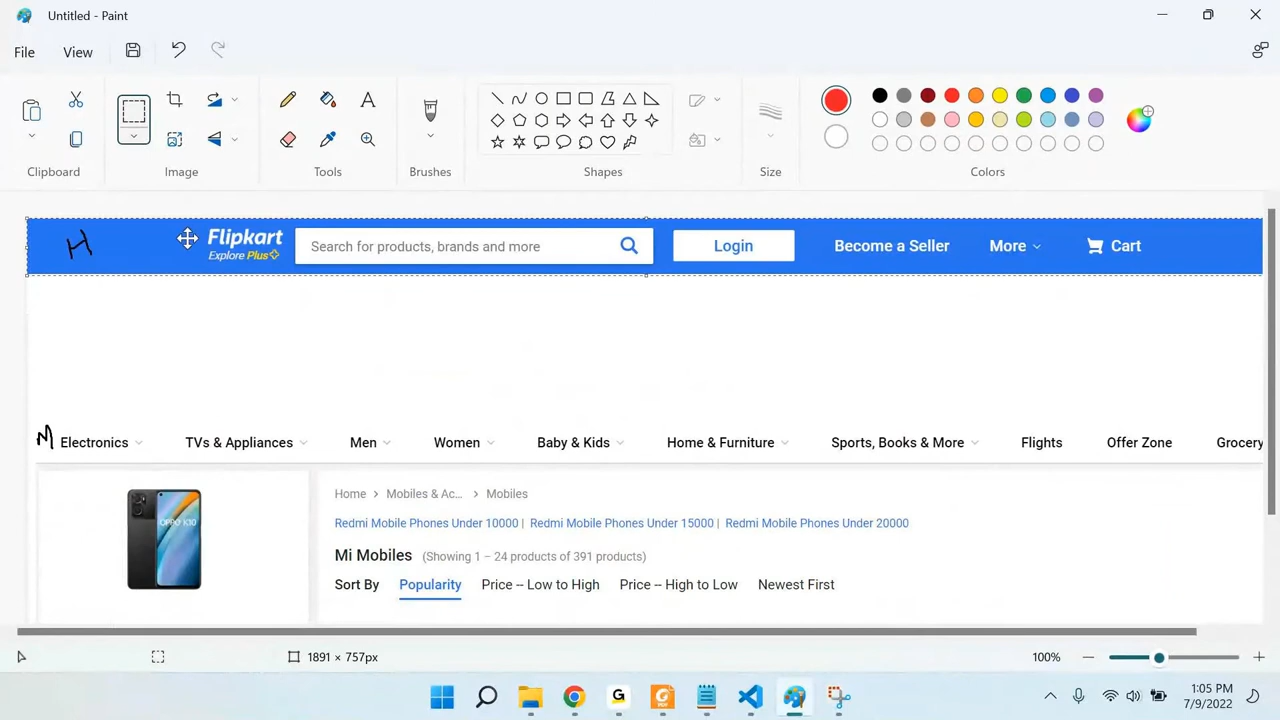 Untitled - Paint
File View
Clipboard Image Tools Brushes Shapes Size Colors
H Flipkart Search for products, brands and more Login Become a Seller More Cart
Explore Plus
M Electronics TVs & Appliances Men Women Baby & Kids Home & Furniture Sports, Books & More Flights Offer Zone Grocery
Home > Mobiles & Ac... > Mobiles
OPPO K10
Redmi Mobile Phones Under 10000 | Redmi Mobile Phones Under 15000 | Redmi Mobile Phones Under 20000
Mi Mobiles (Showing 1 – 24 products of 391 products)
Sort By Popularity Price -- Low to High Price -- High to Low Newest First
1891 × 757px 100%
1:05 PM
7/9/2022